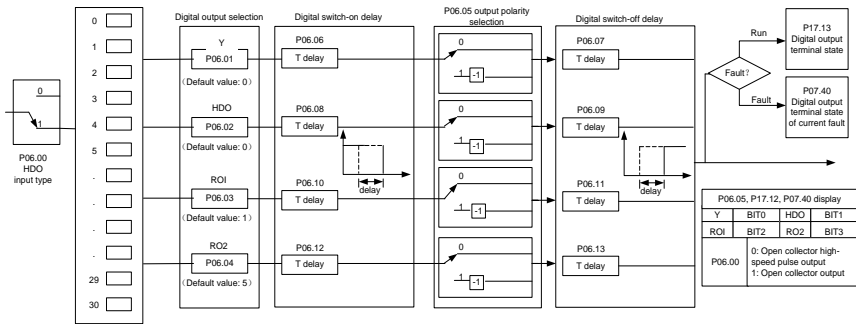 Digital output selection
Digital switch-on delay
P06.05 output polarity
selection
Digital switch-off delay
0
1
2
3
4
5
.
.
.
.
29
30
0
1
P06.00
HDO
input type
Y
P06.01
(Default value: 0)
HDO
P06.02
(Default value: 0)
ROI
P06.03
(Default value: 1)
RO2
P06.04
(Default value: 5)
P06.06
T delay
P06.08
T delay
delay
P06.10
T delay
P06.12
T delay
0
1 -1
0
1 -1
0
1 -1
0
1 -1
P06.07
T delay
P06.09
T delay
delay
P06.11
T delay
P06.13
T delay
Fault?
Run
Fault
P17.13
Digital output
terminal state
P07.40
Digital output
terminal state
of current fault
P06.05, P17.12, P07.40 display
Y BIT0 HDO BIT1
ROI BIT2 RO2 BIT3
P06.00
0: Open collector high-
speed pulse output
1: Open collector output